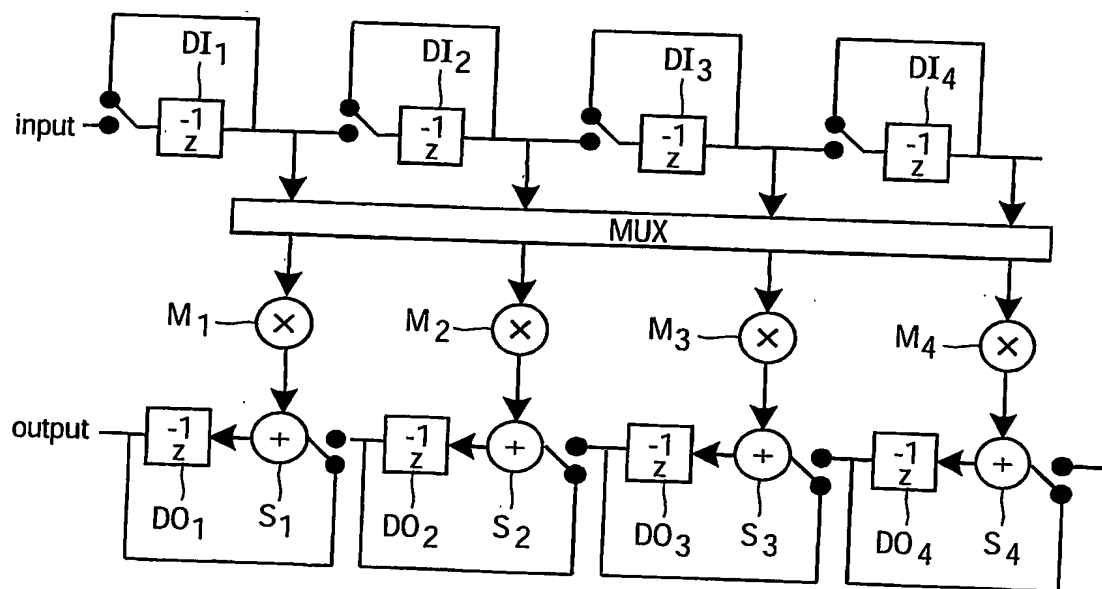 DI1
DI2
DI3
DI4
input
-1
z
-1
z
-1
z
-1
z
MUX
M1
×
M2
×
M3
×
M4
×
output
-1
z
+
-1
z
+
-1
z
+
-1
z
+
DO1
S1
DO2
S2
DO3
S3
DO4
S4